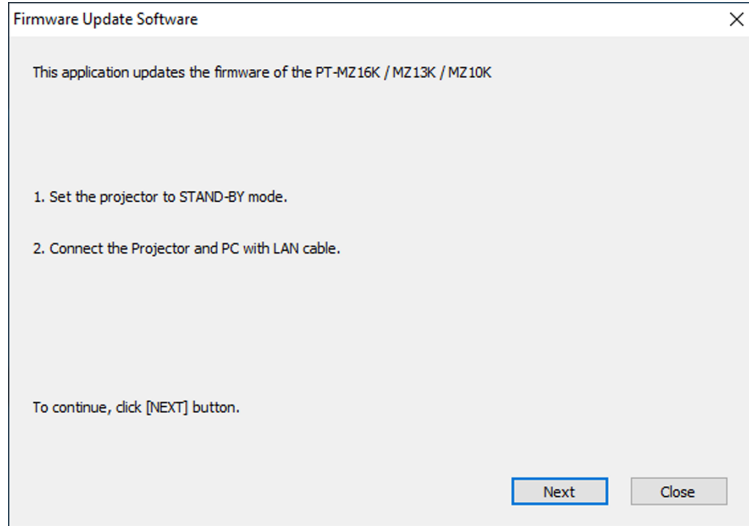 Firmware Update Software
This application updates the firmware of the PT-MZ16K / MZ13K / MZ10K
1. Set the projector to STAND-BY mode.
2. Connect the Projector and PC with LAN cable.
To continue, click [NEXT] button.
Next
Close